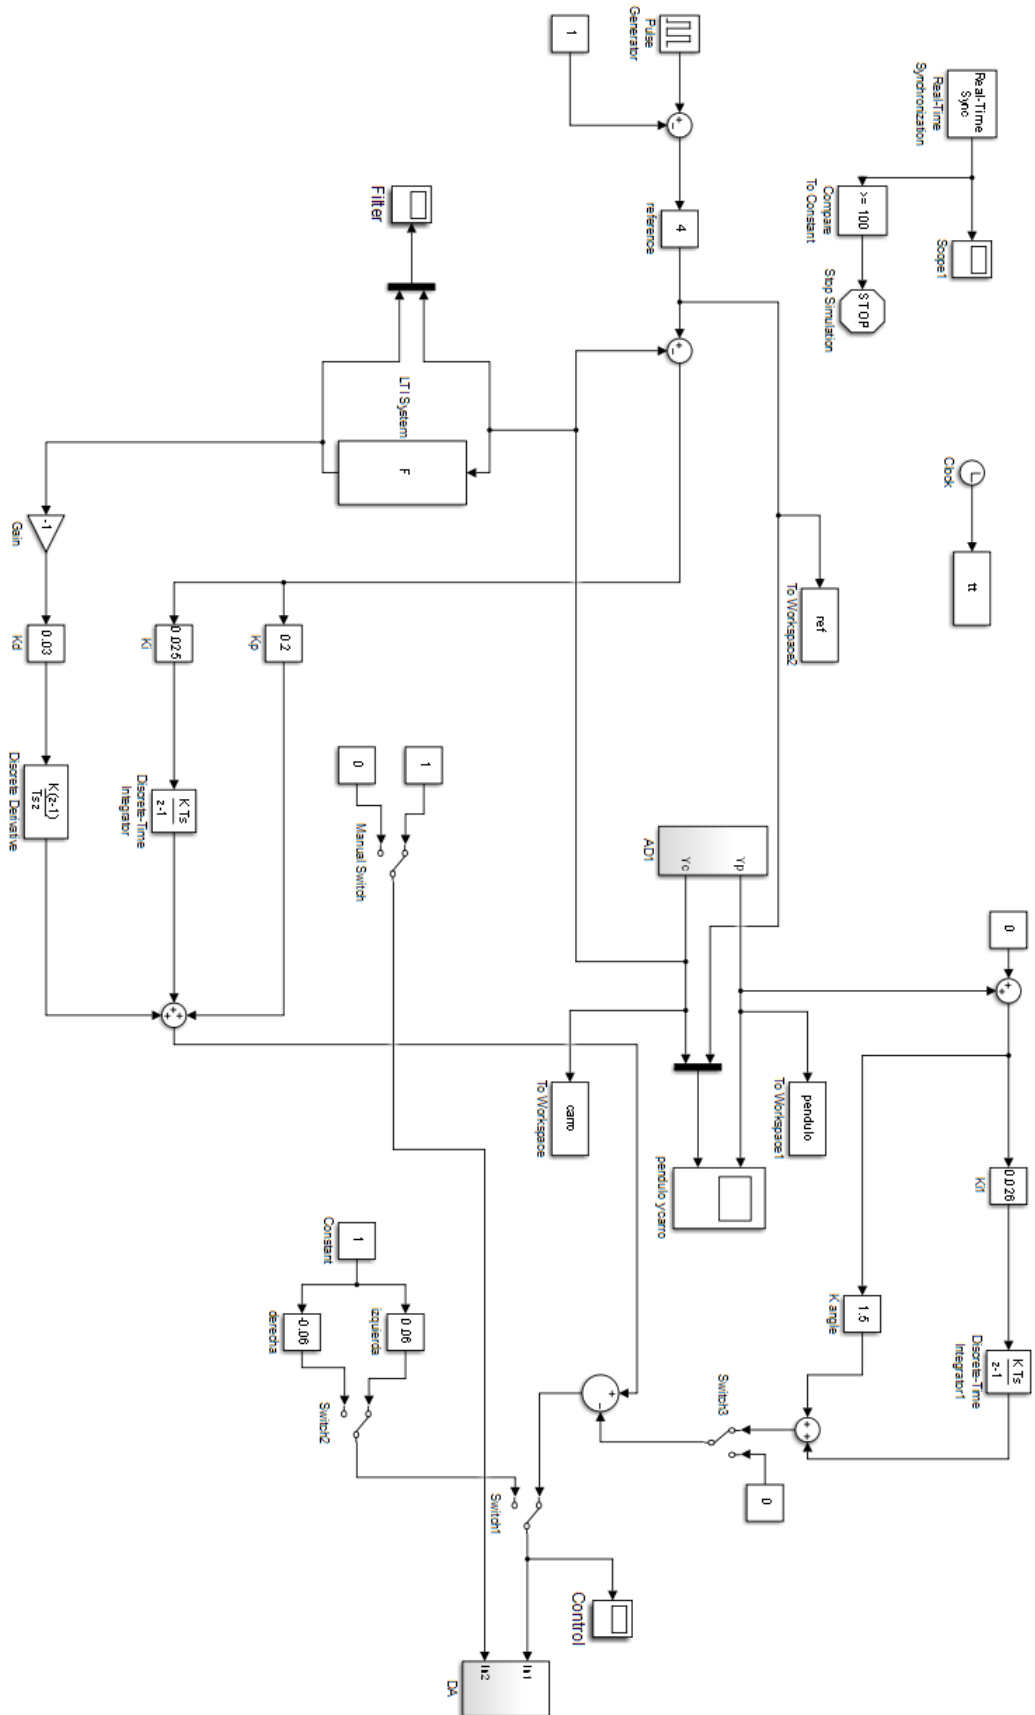 Real-Time
Sync
Real-Time
Synchronization
>= 100
Compare
To Constant
Scope1
STOP
Stop Simulation
Clock
tt
Pulse
Generator
1
+
-
4
reference
+
-
ref
To Workspace2
Filter
LTI System
F
-1
Gain
0.03
Kd
K (z-1)
Ts z
Discrete Derivative
0.025
Ki
K Ts
z-1
Discrete-Time
Integrator
0.2
Kp
+
+
+
1
0
Manual Switch
Yp
Yc
AD1
carro
To Workspace
pendulo
To Workspace1
pendulo y carro
0
+
+
0.026
Ki1
K Ts
z-1
Discrete-Time
Integrator1
1.5
K angle
+
+
0
Switch3
+
-
1
Constant
0.06
izquierda
-0.06
derecha
Switch2
Switch1
Control
In1
In2
DA